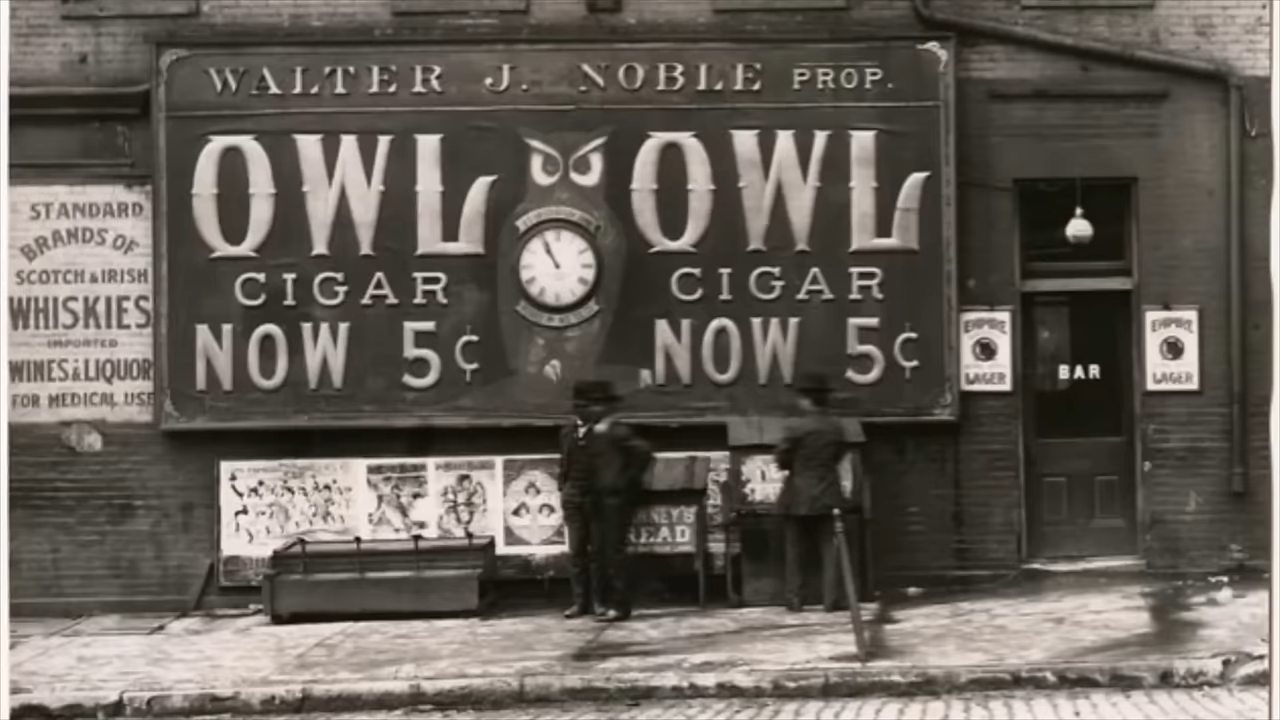 WALTER J. NOBLE PROP.
OWL OWL
CIGAR CIGAR
NOW 5¢ NOW 5¢
STANDARD
BRANDS OF
SCOTCH & IRISH
WHISKIES
IMPORTED
WINES & LIQUOR
FOR MEDICAL USE
EMPIRE
LAGER
BAR
EMPIRE
LAGER
READ